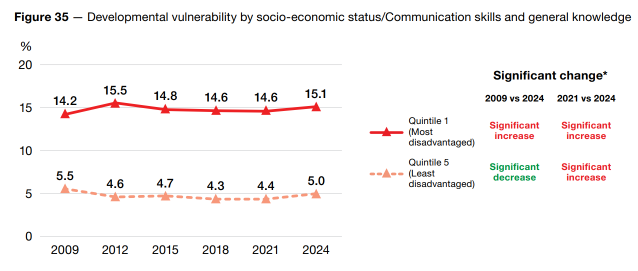 Figure 35 — Developmental vulnerability by socio-economic status/Communication skills and general knowledge
%
20
15
10
5
0
14.2
15.5
14.8
14.6
14.6
15.1
5.5
4.6
4.7
4.3
4.4
5.0
2009
2012
2015
2018
2021
2024
Significant change*
2009 vs 2024
2021 vs 2024
Quintile 1
(Most
disadvantaged)
Significant
increase
Significant
increase
Quintile 5
(Least
disadvantaged)
Significant
decrease
Significant
increase